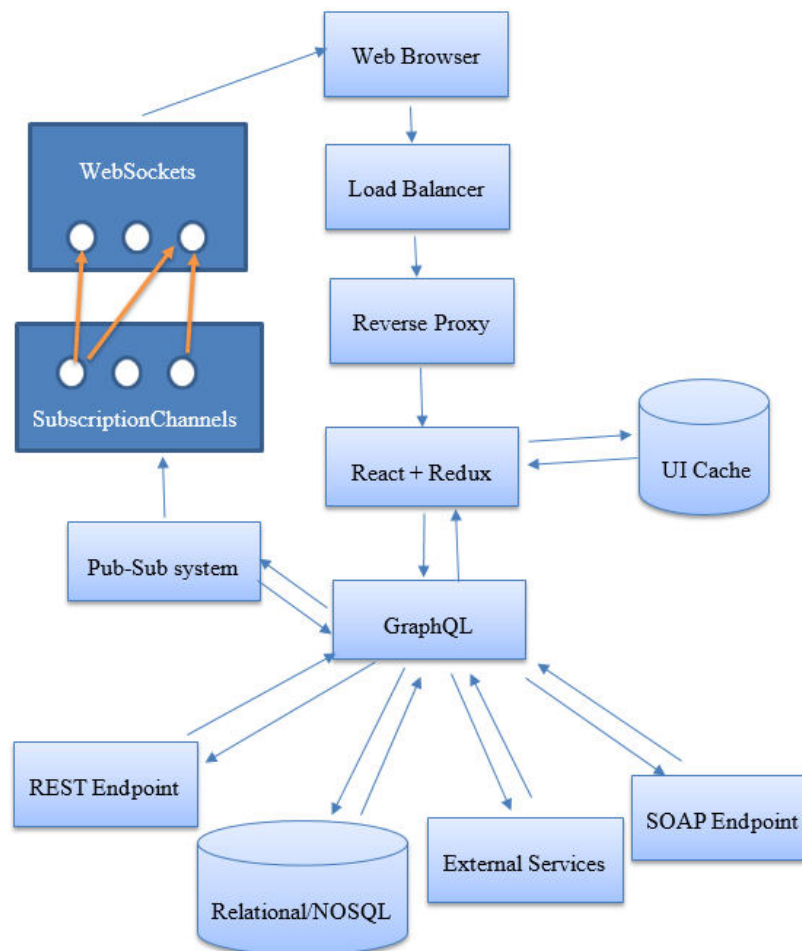 Web Browser
WebSockets
Load Balancer
Reverse Proxy
SubscriptionChannels
React + Redux
UI Cache
Pub-Sub system
GraphQL
REST Endpoint
Relational/NOSQL
External Services
SOAP Endpoint